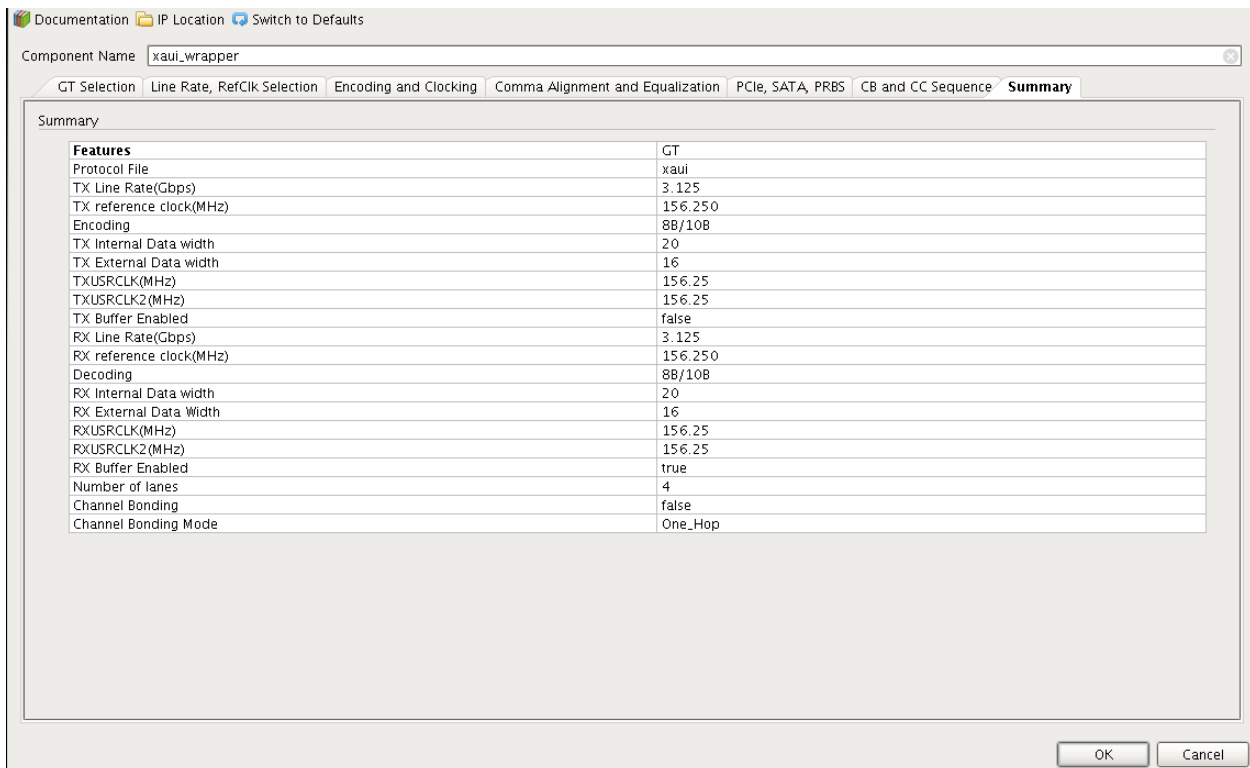 Documentation IP Location Switch to Defaults
Component Name xaui_wrapper
GT Selection Line Rate, RefClk Selection Encoding and Clocking Comma Alignment and Equalization PCIe, SATA, PRBS CB and CC Sequence Summary
Summary
Features GT
Protocol File xaui
TX Line Rate(Gbps) 3.125
TX reference clock(MHz) 156.250
Encoding 8B/10B
TX Internal Data width 20
TX External Data width 16
TXUSRCLK(MHz) 156.25
TXUSRCLK2(MHz) 156.25
TX Buffer Enabled false
RX Line Rate(Gbps) 3.125
RX reference clock(MHz) 156.250
Decoding 8B/10B
RX Internal Data width 20
RX External Data Width 16
RXUSRCLK(MHz) 156.25
RXUSRCLK2(MHz) 156.25
RX Buffer Enabled true
Number of lanes 4
Channel Bonding false
Channel Bonding Mode One_Hop
OK Cancel